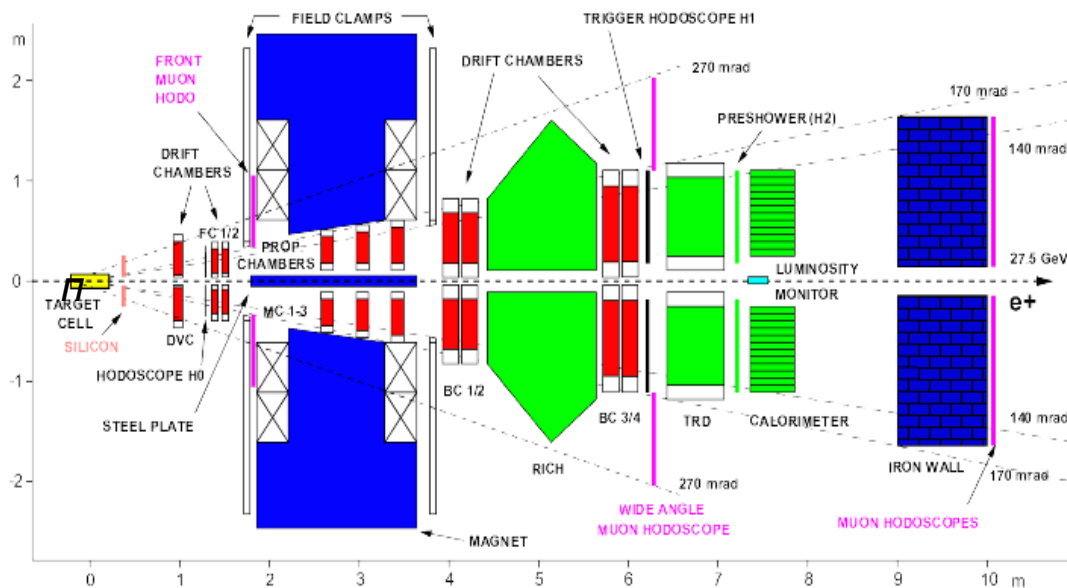 m
2
1
0
-1
-2
FIELD CLAMPS
TRIGGER HODOSCOPE H1
FRONT
MUON
HODO
DRIFT CHAMBERS
270 mrad
170 mrad
PRESHOWER (H2)
DRIFT
CHAMBERS
140 mrad
FC 1/2
PROP
CHAMBERS
27.5 GeV
LUMINOSITY
MONITOR
e+
TARGET
CELL
SILICON
DVC
MC 1-3
HODOSCOPE H0
STEEL PLATE
BC 1/2
BC 3/4
TRD
CALORIMETER
140 mrad
RICH
IRON WALL
170 mrad
270 mrad
WIDE ANGLE
MUON HODOSCOPE
MUON HODOSCOPES
MAGNET
0 1 2 3 4 5 6 7 8 9 10 m